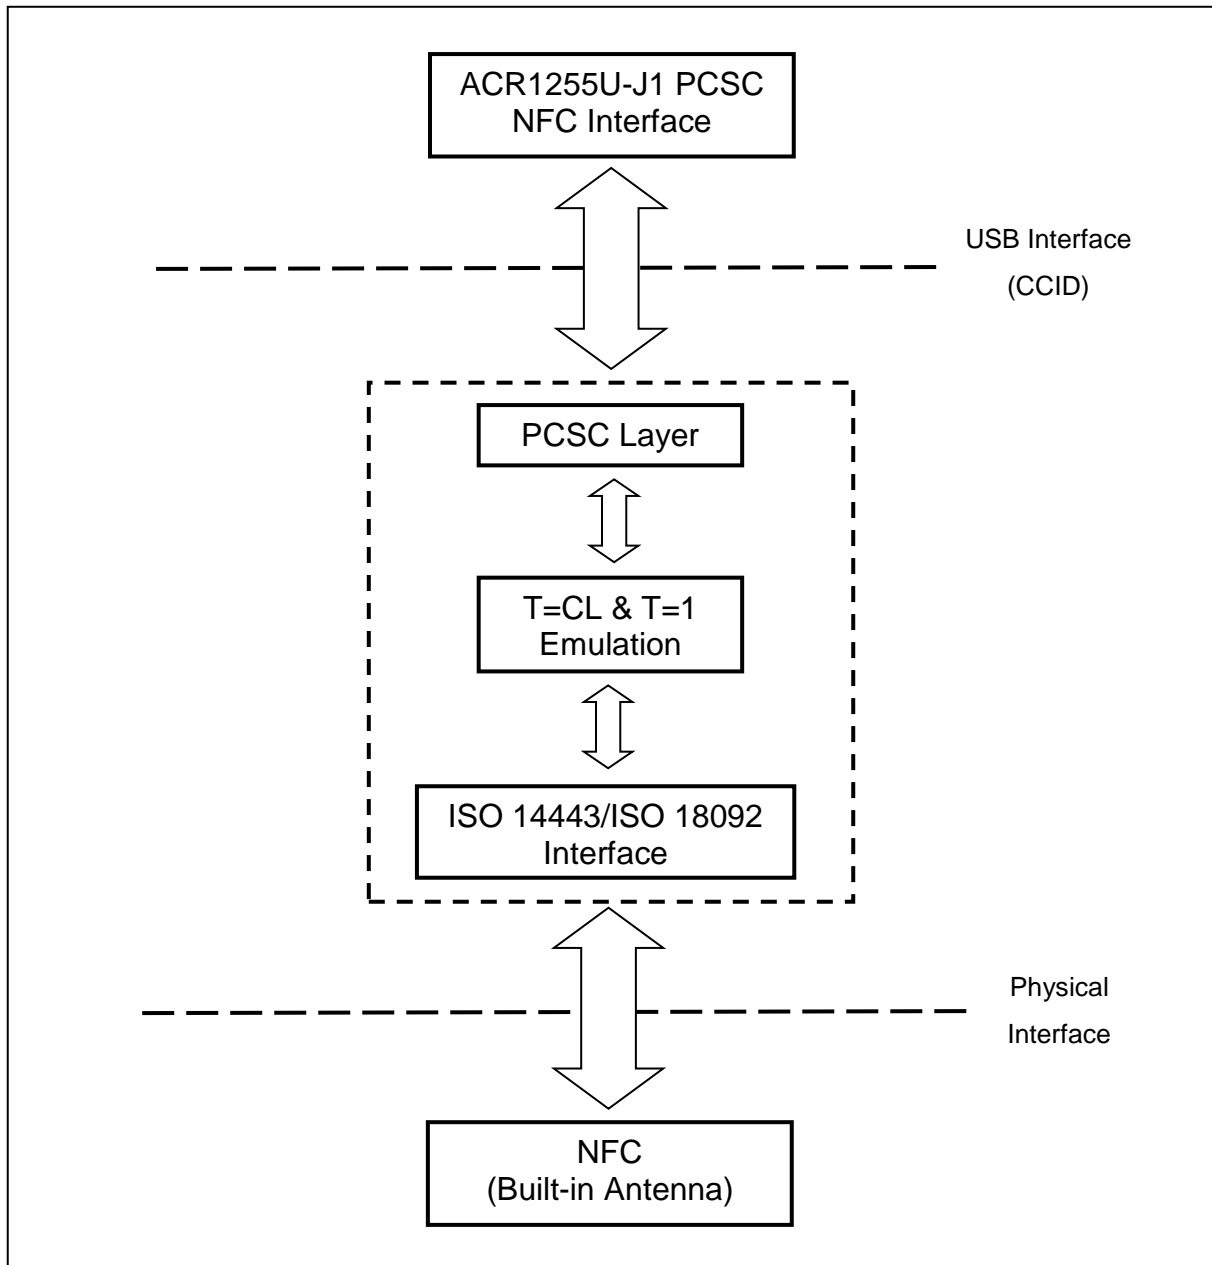 ACR1255U-J1 PCSC
NFC Interface
USB Interface
(CCID)
PCSC Layer
T=CL & T=1
Emulation
ISO 14443/ISO 18092
Interface
Physical
Interface
NFC
(Built-in Antenna)